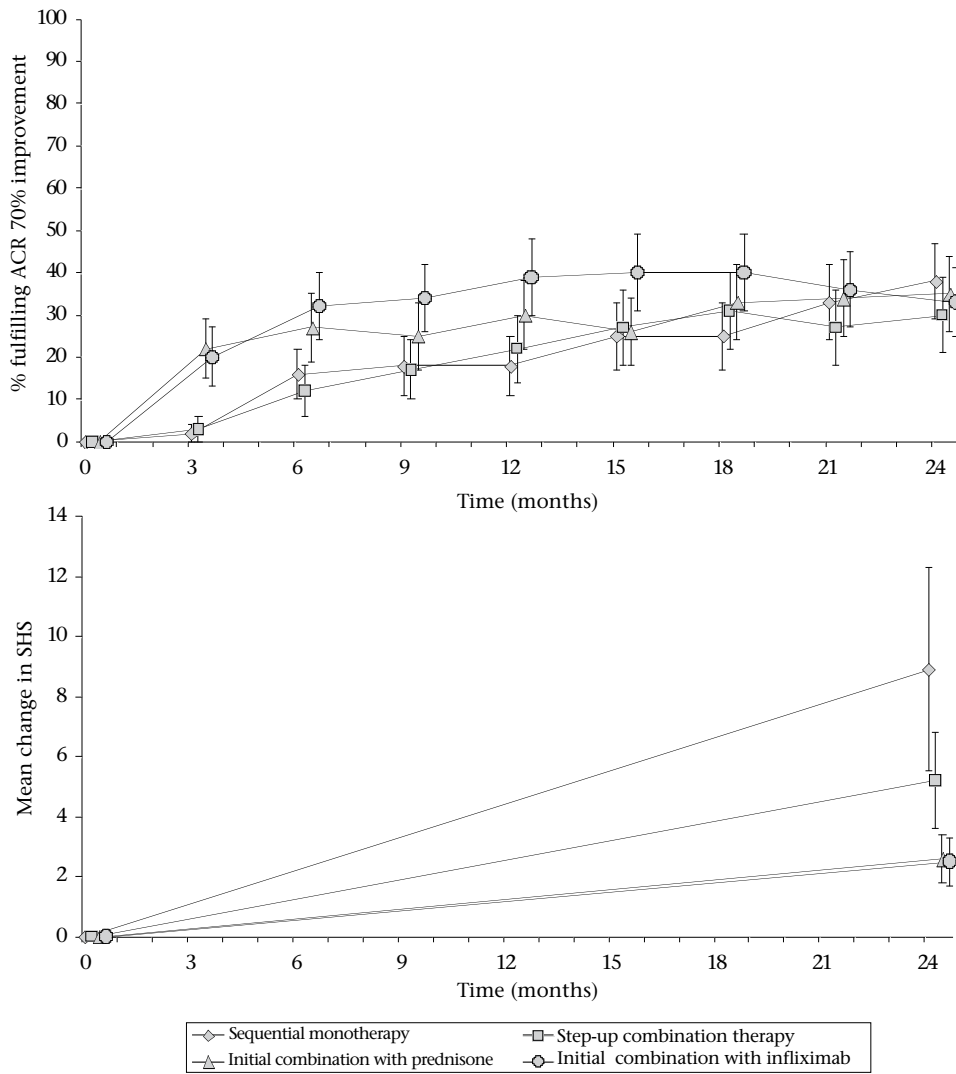 100
90
80
70
60
50
40
30
20
10
0
% fulfilling ACR 70% improvement
0 3 6 9 12 15 18 21 24
Time (months)
14
12
10
8
6
4
2
0
Mean change in SHS
0 3 6 9 12 15 18 21 24
Time (months)
Sequential monotherapy
Step-up combination therapy
Initial combination with prednisone
Initial combination with infliximab